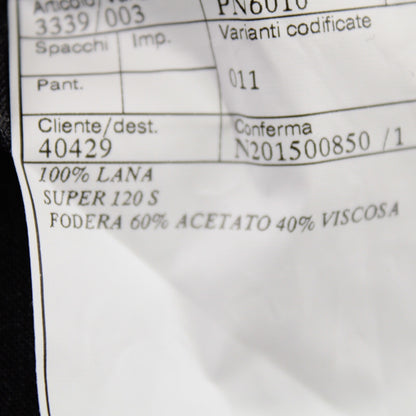 Articolo
PN6010
3339/003
Varianti codificate
Spacchi Imp.
Pant.
011
Cliente/dest.
Conferma
40429
N201500850 /1
100% LANA
SUPER 120 S
FODERA 60% ACETATO 40% VISCOSA